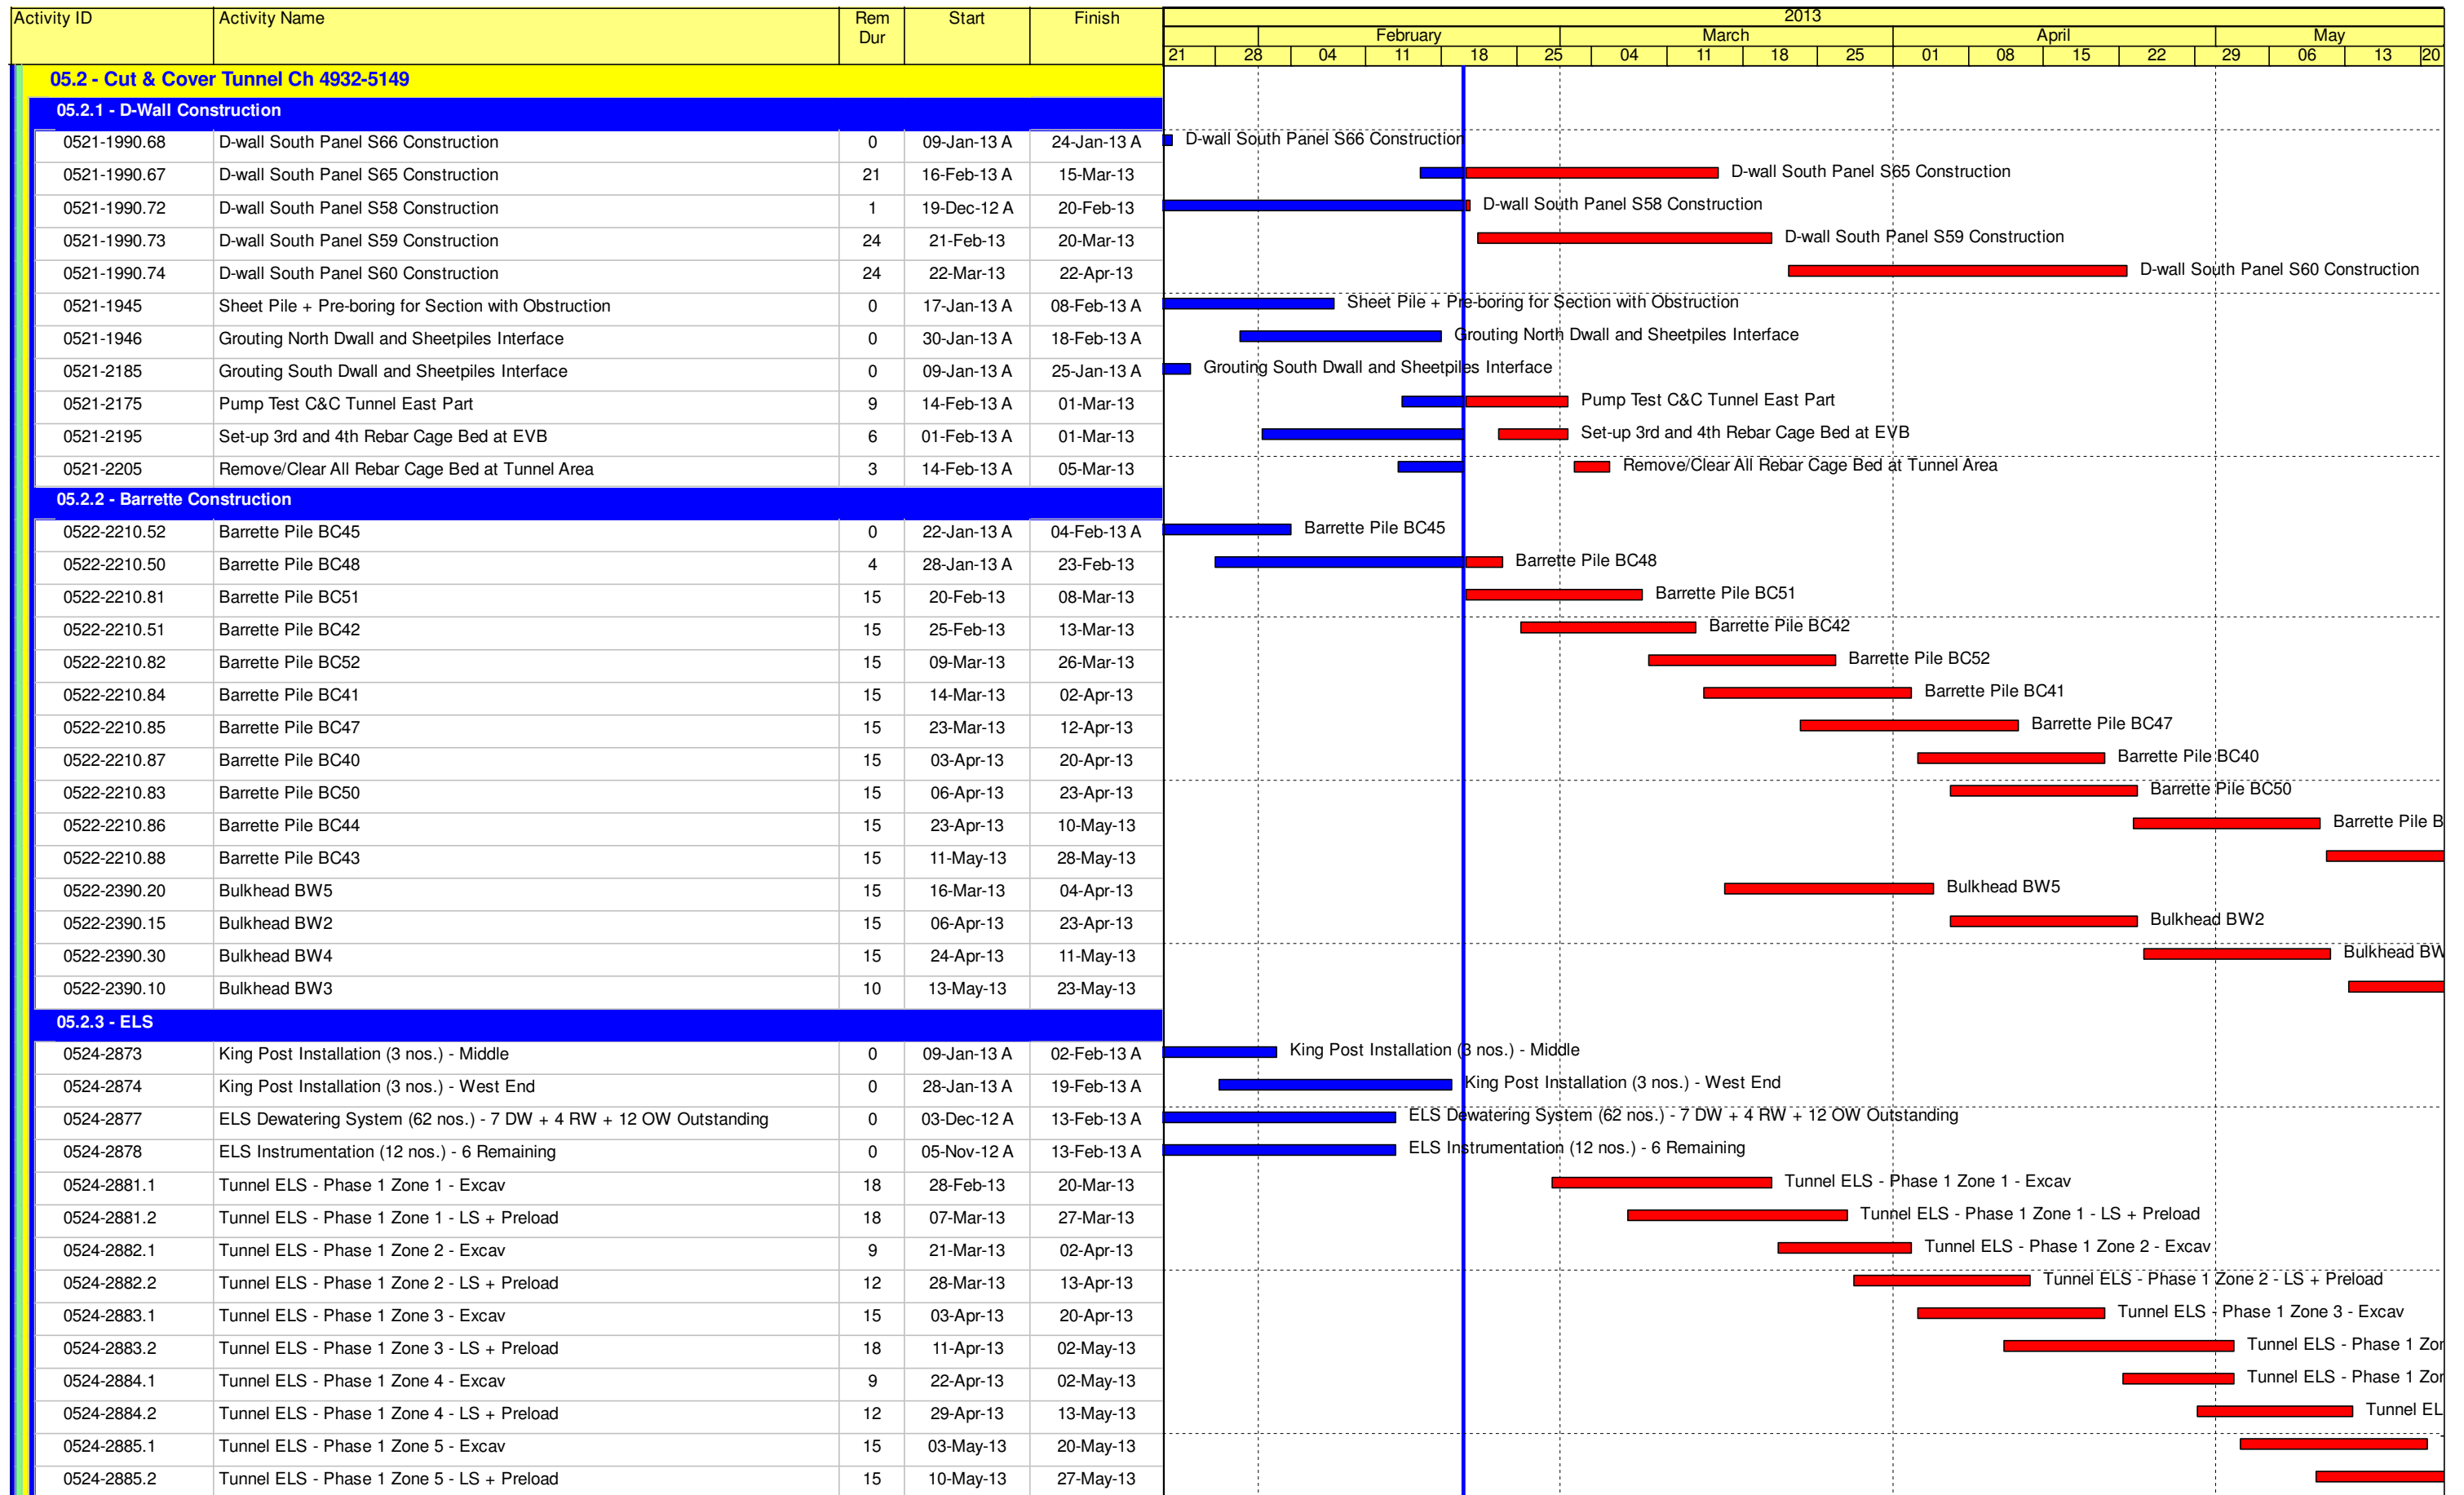 Activity ID Activity Name Rem Dur Start Finish 2013
February March April May
21 28 04 11 18 25 04 11 18 25 01 08 15 22 29 06 13 20
05.2 - Cut & Cover Tunnel Ch 4932-5149
05.2.1 - D-Wall Construction
0521-1990.68 D-wall South Panel S66 Construction 0 09-Jan-13 A 24-Jan-13 A D-wall South Panel S66 Construction
0521-1990.67 D-wall South Panel S65 Construction 21 16-Feb-13 A 15-Mar-13 D-wall South Panel S65 Construction
0521-1990.72 D-wall South Panel S58 Construction 1 19-Dec-12 A 20-Feb-13 D-wall South Panel S58 Construction
0521-1990.73 D-wall South Panel S59 Construction 24 21-Feb-13 20-Mar-13 D-wall South Panel S59 Construction
0521-1990.74 D-wall South Panel S60 Construction 24 22-Mar-13 22-Apr-13 D-wall South Panel S60 Construction
0521-1945 Sheet Pile + Pre-boring for Section with Obstruction 0 17-Jan-13 A 08-Feb-13 A Sheet Pile + Pre-boring for Section with Obstruction
0521-1946 Grouting North Dwall and Sheetpiles Interface 0 30-Jan-13 A 18-Feb-13 A Grouting North Dwall and Sheetpiles Interface
0521-2185 Grouting South Dwall and Sheetpiles Interface 0 09-Jan-13 A 25-Jan-13 A Grouting South Dwall and Sheetpiles Interface
0521-2175 Pump Test C&C Tunnel East Part 9 14-Feb-13 A 01-Mar-13 Pump Test C&C Tunnel East Part
0521-2195 Set-up 3rd and 4th Rebar Cage Bed at EVB 6 01-Feb-13 A 01-Mar-13 Set-up 3rd and 4th Rebar Cage Bed at EVB
0521-2205 Remove/Clear All Rebar Cage Bed at Tunnel Area 3 14-Feb-13 A 05-Mar-13 Remove/Clear All Rebar Cage Bed at Tunnel Area
05.2.2 - Barrette Construction
0522-2210.52 Barrette Pile BC45 0 22-Jan-13 A 04-Feb-13 A Barrette Pile BC45
0522-2210.50 Barrette Pile BC48 4 28-Jan-13 A 23-Feb-13 Barrette Pile BC48
0522-2210.81 Barrette Pile BC51 15 20-Feb-13 08-Mar-13 Barrette Pile BC51
0522-2210.51 Barrette Pile BC42 15 25-Feb-13 13-Mar-13 Barrette Pile BC42
0522-2210.82 Barrette Pile BC52 15 09-Mar-13 26-Mar-13 Barrette Pile BC52
0522-2210.84 Barrette Pile BC41 15 14-Mar-13 02-Apr-13 Barrette Pile BC41
0522-2210.85 Barrette Pile BC47 15 23-Mar-13 12-Apr-13 Barrette Pile BC47
0522-2210.87 Barrette Pile BC40 15 03-Apr-13 20-Apr-13 Barrette Pile BC40
0522-2210.83 Barrette Pile BC50 15 06-Apr-13 23-Apr-13 Barrette Pile BC50
0522-2210.86 Barrette Pile BC44 15 23-Apr-13 10-May-13 Barrette Pile B
0522-2210.88 Barrette Pile BC43 15 11-May-13 28-May-13
0522-2390.20 Bulkhead BW5 15 16-Mar-13 04-Apr-13 Bulkhead BW5
0522-2390.15 Bulkhead BW2 15 06-Apr-13 23-Apr-13 Bulkhead BW2
0522-2390.30 Bulkhead BW4 15 24-Apr-13 11-May-13 Bulkhead BW
0522-2390.10 Bulkhead BW3 10 13-May-13 23-May-13
05.2.3 - ELS
0524-2873 King Post Installation (3 nos.) - Middle 0 09-Jan-13 A 02-Feb-13 A King Post Installation (3 nos.) - Middle
0524-2874 King Post Installation (3 nos.) - West End 0 28-Jan-13 A 19-Feb-13 A King Post Installation (3 nos.) - West End
0524-2877 ELS Dewatering System (62 nos.) - 7 DW + 4 RW + 12 OW Outstanding 0 03-Dec-12 A 13-Feb-13 A ELS Dewatering System (62 nos.) - 7 DW + 4 RW + 12 OW Outstanding
0524-2878 ELS Instrumentation (12 nos.) - 6 Remaining 0 05-Nov-12 A 13-Feb-13 A ELS Instrumentation (12 nos.) - 6 Remaining
0524-2881.1 Tunnel ELS - Phase 1 Zone 1 - Excav 18 28-Feb-13 20-Mar-13 Tunnel ELS - Phase 1 Zone 1 - Excav
0524-2881.2 Tunnel ELS - Phase 1 Zone 1 - LS + Preload 18 07-Mar-13 27-Mar-13 Tunnel ELS - Phase 1 Zone 1 - LS + Preload
0524-2882.1 Tunnel ELS - Phase 1 Zone 2 - Excav 9 21-Mar-13 02-Apr-13 Tunnel ELS - Phase 1 Zone 2 - Excav
0524-2882.2 Tunnel ELS - Phase 1 Zone 2 - LS + Preload 12 28-Mar-13 13-Apr-13 Tunnel ELS - Phase 1 Zone 2 - LS + Preload
0524-2883.1 Tunnel ELS - Phase 1 Zone 3 - Excav 15 03-Apr-13 20-Apr-13 Tunnel ELS - Phase 1 Zone 3 - Excav
0524-2883.2 Tunnel ELS - Phase 1 Zone 3 - LS + Preload 18 11-Apr-13 02-May-13 Tunnel ELS - Phase 1 Zor
0524-2884.1 Tunnel ELS - Phase 1 Zone 4 - Excav 9 22-Apr-13 02-May-13 Tunnel ELS - Phase 1 Zor
0524-2884.2 Tunnel ELS - Phase 1 Zone 4 - LS + Preload 12 29-Apr-13 13-May-13 Tunnel EL
0524-2885.1 Tunnel ELS - Phase 1 Zone 5 - Excav 15 03-May-13 20-May-13
0524-2885.2 Tunnel ELS - Phase 1 Zone 5 - LS + Preload 15 10-May-13 27-May-13